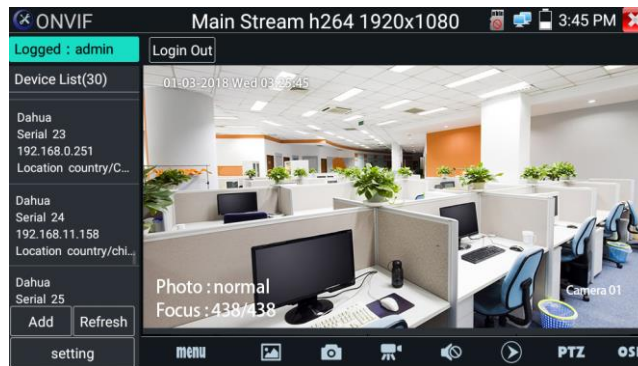 ONVIF
Main Stream h264 1920x1080
3:45 PM
Logged : admin
Login Out
Device List(30)
01-03-2018 Wed 03:25:45
Dahua
Serial 23
192.168.0.251
Location country/C...
Dahua
Serial 24
192.168.11.158
Location country/chi...
Dahua
Serial 25
Photo : normal
Focus : 438/438
Camera 01
Add
Refresh
setting
menu
PTZ
OSD